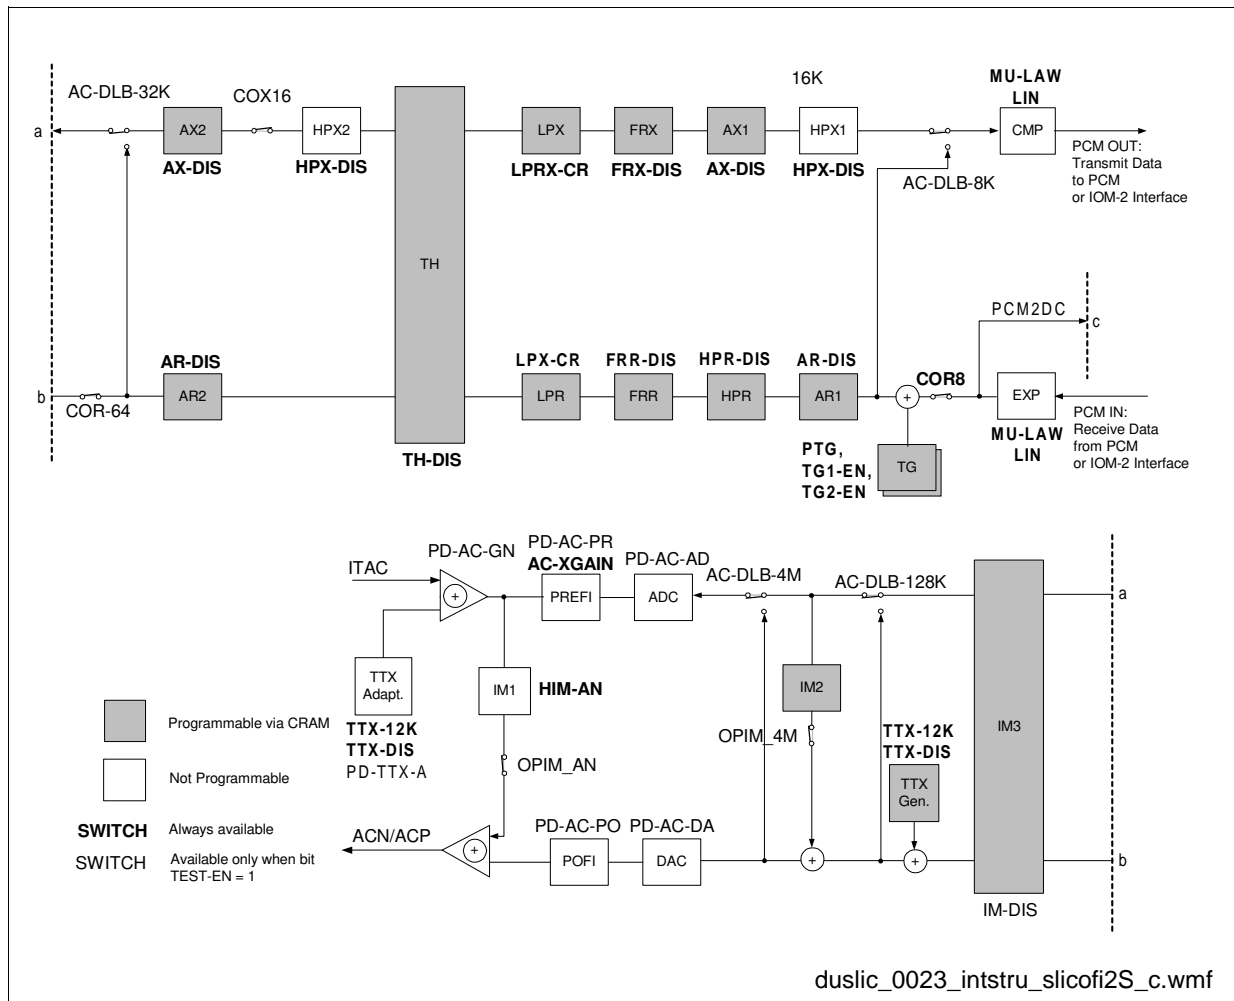 AC-DLB-32K
COX16
16K
MU-LAW
LIN
a
AX2
HPX2
LPX
FRX
AX1
HPX1
CMP
AX-DIS
HPX-DIS
LPRX-CR
FRX-DIS
AX-DIS
HPX-DIS
AC-DLB-8K
PCM OUT:
Transmit Data
to PCM
or IOM-2 Interface
TH
PCM2DC
c
AR-DIS
LPX-CR
FRR-DIS
HPR-DIS
AR-DIS
COR8
b
COR-64
AR2
LPR
FRR
HPR
AR1
+
EXP
PCM IN:
Receive Data
from PCM
or IOM-2 Interface
MU-LAW
LIN
TH-DIS
PTG,
TG1-EN,
TG2-EN
TG
PD-AC-GN
PD-AC-PR
AC-XGAIN
PD-AC-AD
AC-DLB-4M
AC-DLB-128K
ITAC
+
PREFI
ADC
a
TTX
Adapt.
IM1
HIM-AN
IM2
IM3
TTX-12K
TTX-DIS
PD-TTX-A
OPIM_AN
OPIM_4M
TTX-12K
TTX-DIS
TTX
Gen.
Programmable via CRAM
Not Programmable
SWITCH
Always available
SWITCH
Available only when bit
TEST-EN = 1
ACN/ACP
+
PD-AC-PO
PD-AC-DA
POFI
DAC
+
+
b
IM-DIS
duslic_0023_intstru_slicofi2S_c.wmf